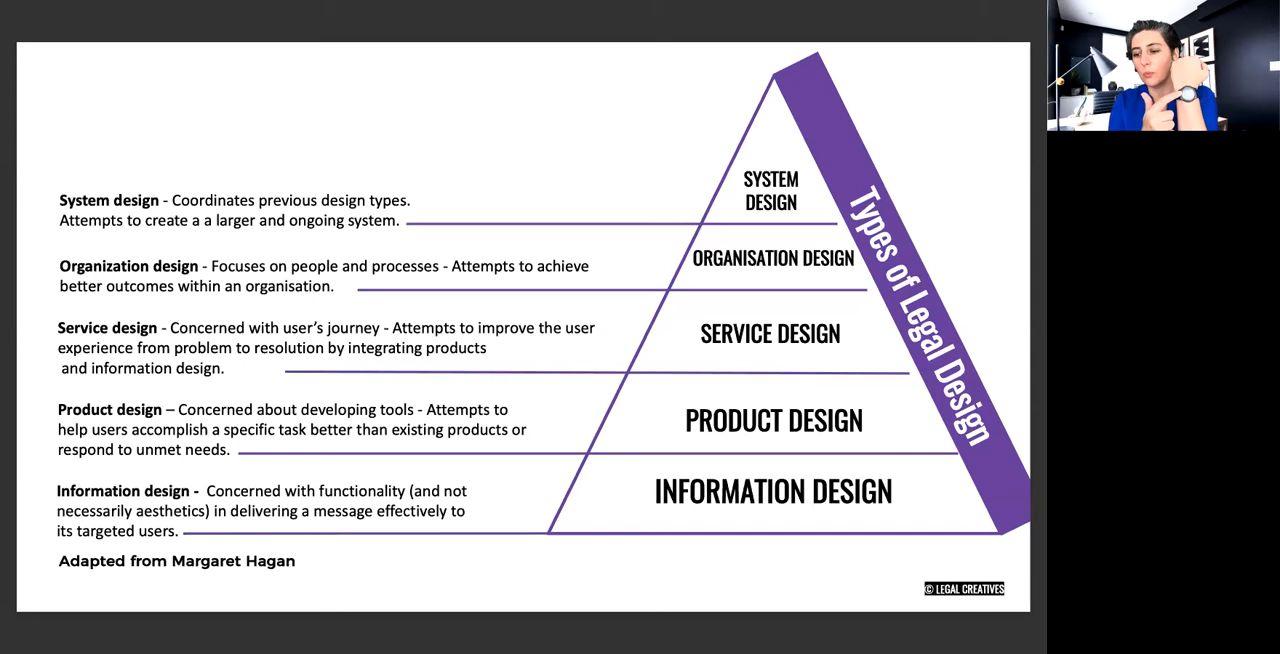 System design - Coordinates previous design types.
Attempts to create a a larger and ongoing system.
Organization design - Focuses on people and processes - Attempts to achieve
better outcomes within an organisation.
Service design - Concerned with user's journey - Attempts to improve the user
experience from problem to resolution by integrating products
and information design.
Product design – Concerned about developing tools - Attempts to
help users accomplish a specific task better than existing products or
respond to unmet needs.
Information design - Concerned with functionality (and not
necessarily aesthetics) in delivering a message effectively to
its targeted users.
Adapted from Margaret Hagan
SYSTEM
DESIGN
ORGANISATION DESIGN
SERVICE DESIGN
PRODUCT DESIGN
INFORMATION DESIGN
Types of Legal Design
© LEGAL CREATIVES